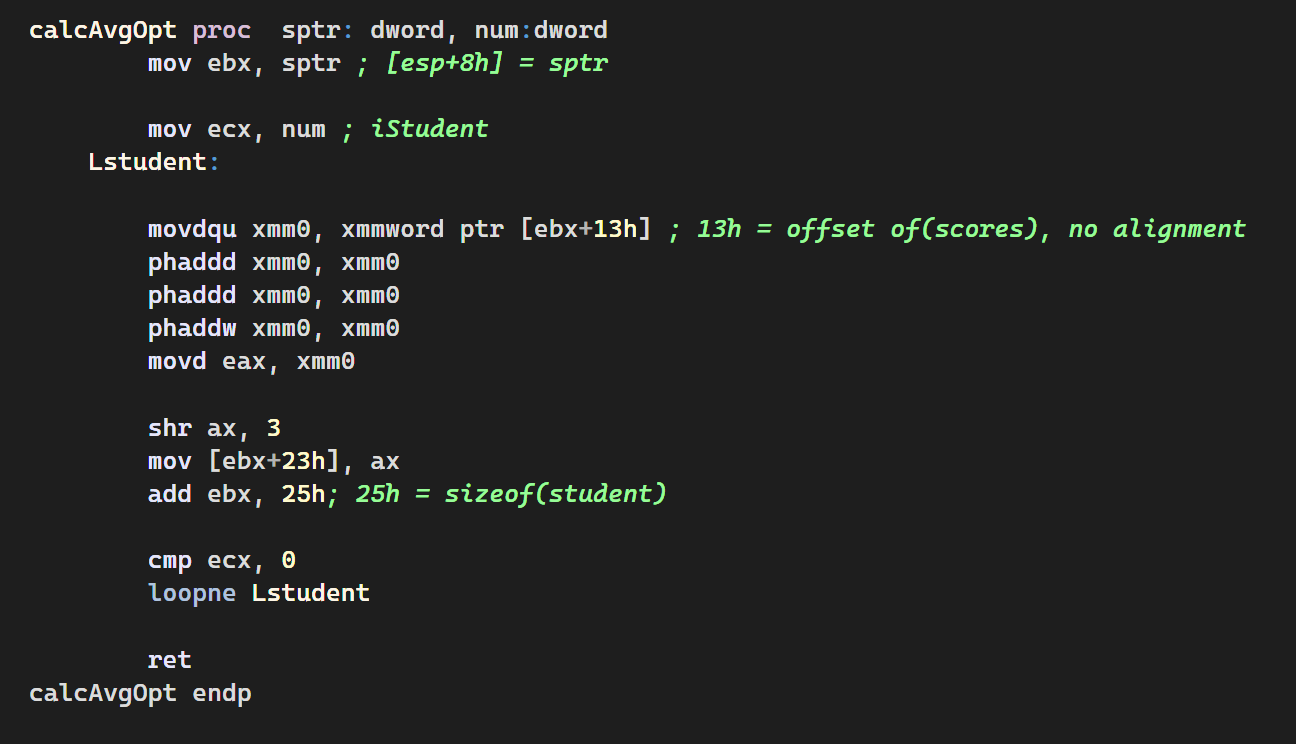 calcAvgOpt proc  sptr: dword, num:dword
mov ebx, sptr ; [esp+8h] = sptr
mov ecx, num ; iStudent
Lstudent:
movdqu xmm0, xmmword ptr [ebx+13h] ; 13h = offset of(scores), no alignment
phaddd xmm0, xmm0
phaddd xmm0, xmm0
phaddw xmm0, xmm0
movd eax, xmm0
shr ax, 3
mov [ebx+23h], ax
add ebx, 25h; 25h = sizeof(student)
cmp ecx, 0
loopne Lstudent
ret
calcAvgOpt endp